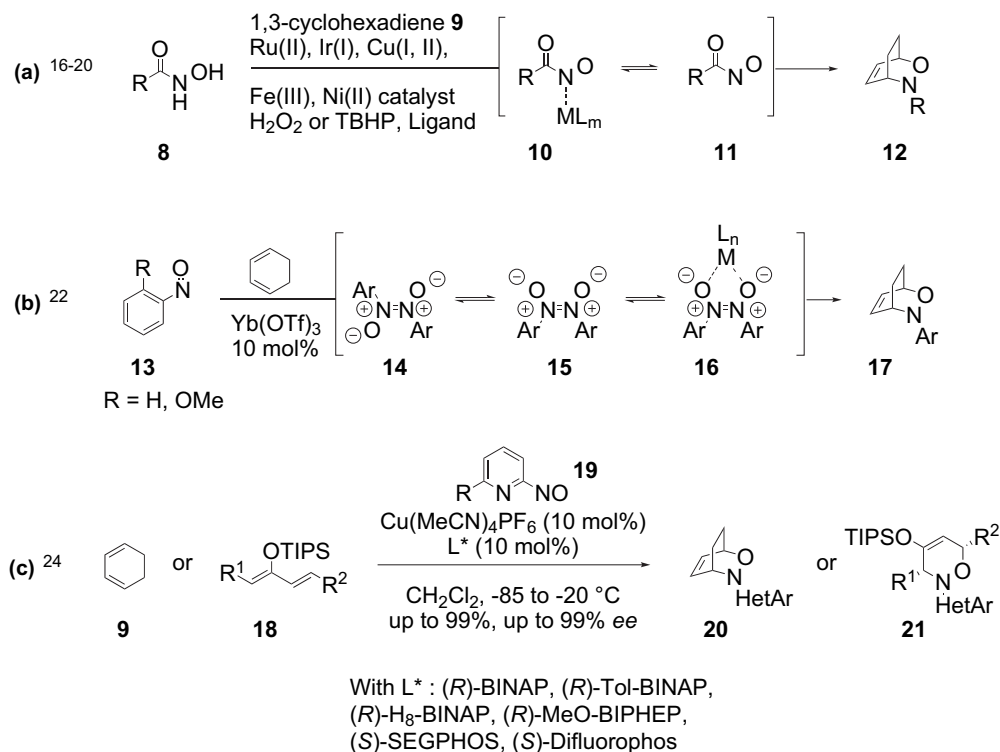 (a) 16-20
R
O
N
H
OH
8
1,3-cyclohexadiene 9
Ru(II), Ir(I), Cu(I, II),
Fe(III), Ni(II) catalyst
H2O2 or TBHP, Ligand
O
R
N
O
MLm
10
O
R
N
O
11
O
N
R
12
(b) 22
R
N
O
13
R = H, OMe
Yb(OTf)3
10 mol%
Ar
O
N=N
O
Ar
14
O
O
N=N
Ar
Ar
15
Ln
M
O
O
N=N
Ar
Ar
16
O
N
Ar
17
(c) 24
9
or
OTIPS
R1
R2
18
R
N
NO
19
Cu(MeCN)4PF6 (10 mol%)
L* (10 mol%)
CH2Cl2, -85 to -20 °C
up to 99%, up to 99% ee
O
N
HetAr
20
or
TIPSO
R2
O
R1
N
HetAr
21
With L* : (R)-BINAP, (R)-Tol-BINAP,
(R)-H8-BINAP, (R)-MeO-BIPHEP,
(S)-SEGPHOS, (S)-Difluorophos